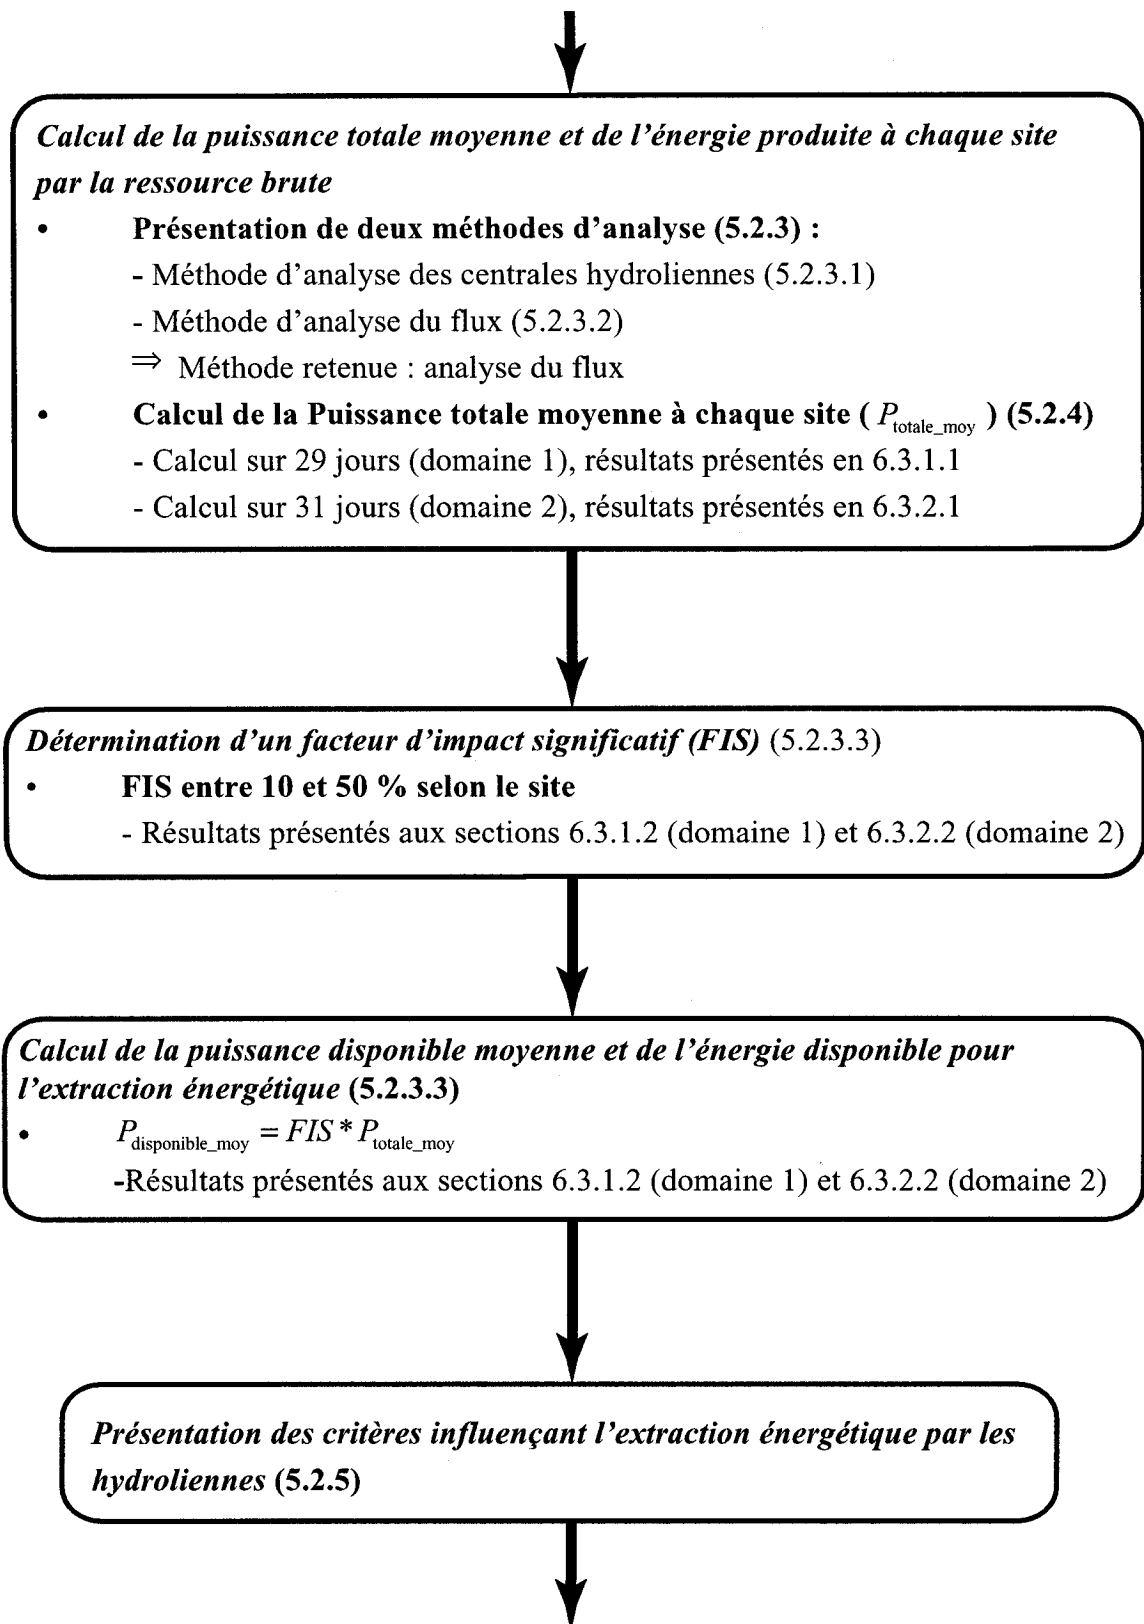 Calcul de la puissance totale moyenne et de l'énergie produite à chaque site
par la ressource brute
• Présentation de deux méthodes d'analyse (5.2.3) :
- Méthode d'analyse des centrales hydroliennes (5.2.3.1)
- Méthode d'analyse du flux (5.2.3.2)
⇒ Méthode retenue : analyse du flux
• Calcul de la Puissance totale moyenne à chaque site ( P_totale_moy ) (5.2.4)
- Calcul sur 29 jours (domaine 1), résultats présentés en 6.3.1.1
- Calcul sur 31 jours (domaine 2), résultats présentés en 6.3.2.1
Détermination d'un facteur d'impact significatif (FIS) (5.2.3.3)
• FIS entre 10 et 50 % selon le site
- Résultats présentés aux sections 6.3.1.2 (domaine 1) et 6.3.2.2 (domaine 2)
Calcul de la puissance disponible moyenne et de l'énergie disponible pour
l'extraction énergétique (5.2.3.3)
• P_disponible_moy = FIS * P_totale_moy
-Résultats présentés aux sections 6.3.1.2 (domaine 1) et 6.3.2.2 (domaine 2)
Présentation des critères influençant l'extraction énergétique par les
hydroliennes (5.2.5)